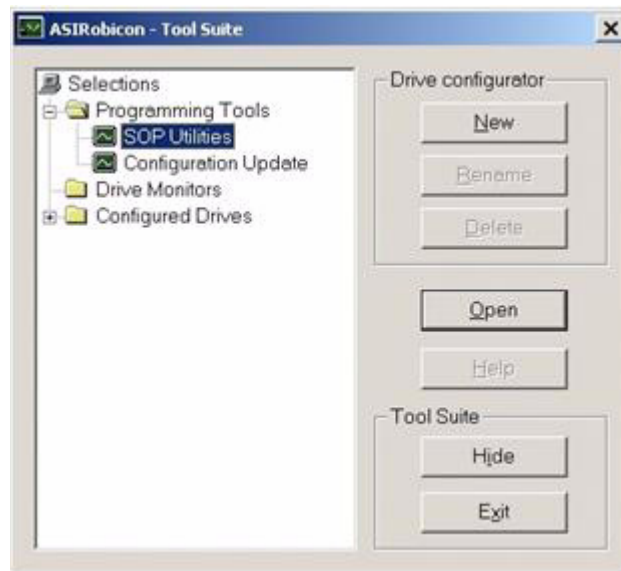 ASIRobicon - Tool Suite
Selections
Programming Tools
SOP Utilities
Configuration Update
Drive Monitors
Configured Drives
Drive configurator
New
Rename
Delete
Open
Help
Tool Suite
Hide
Exit